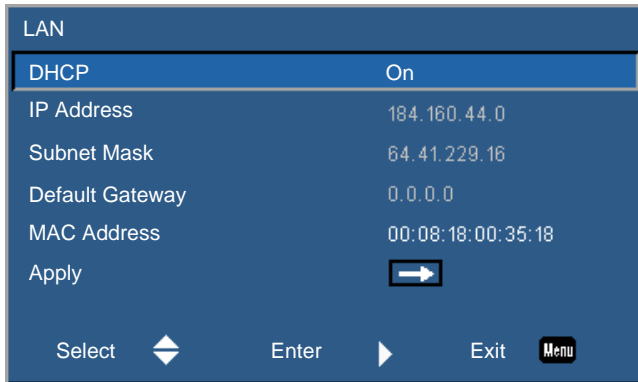 LAN
DHCP On
IP Address 184.160.44.0
Subnet Mask 64.41.229.16
Default Gateway 0.0.0.0
MAC Address 00:08:18:00:35:18
Apply
Select Enter Exit Menu